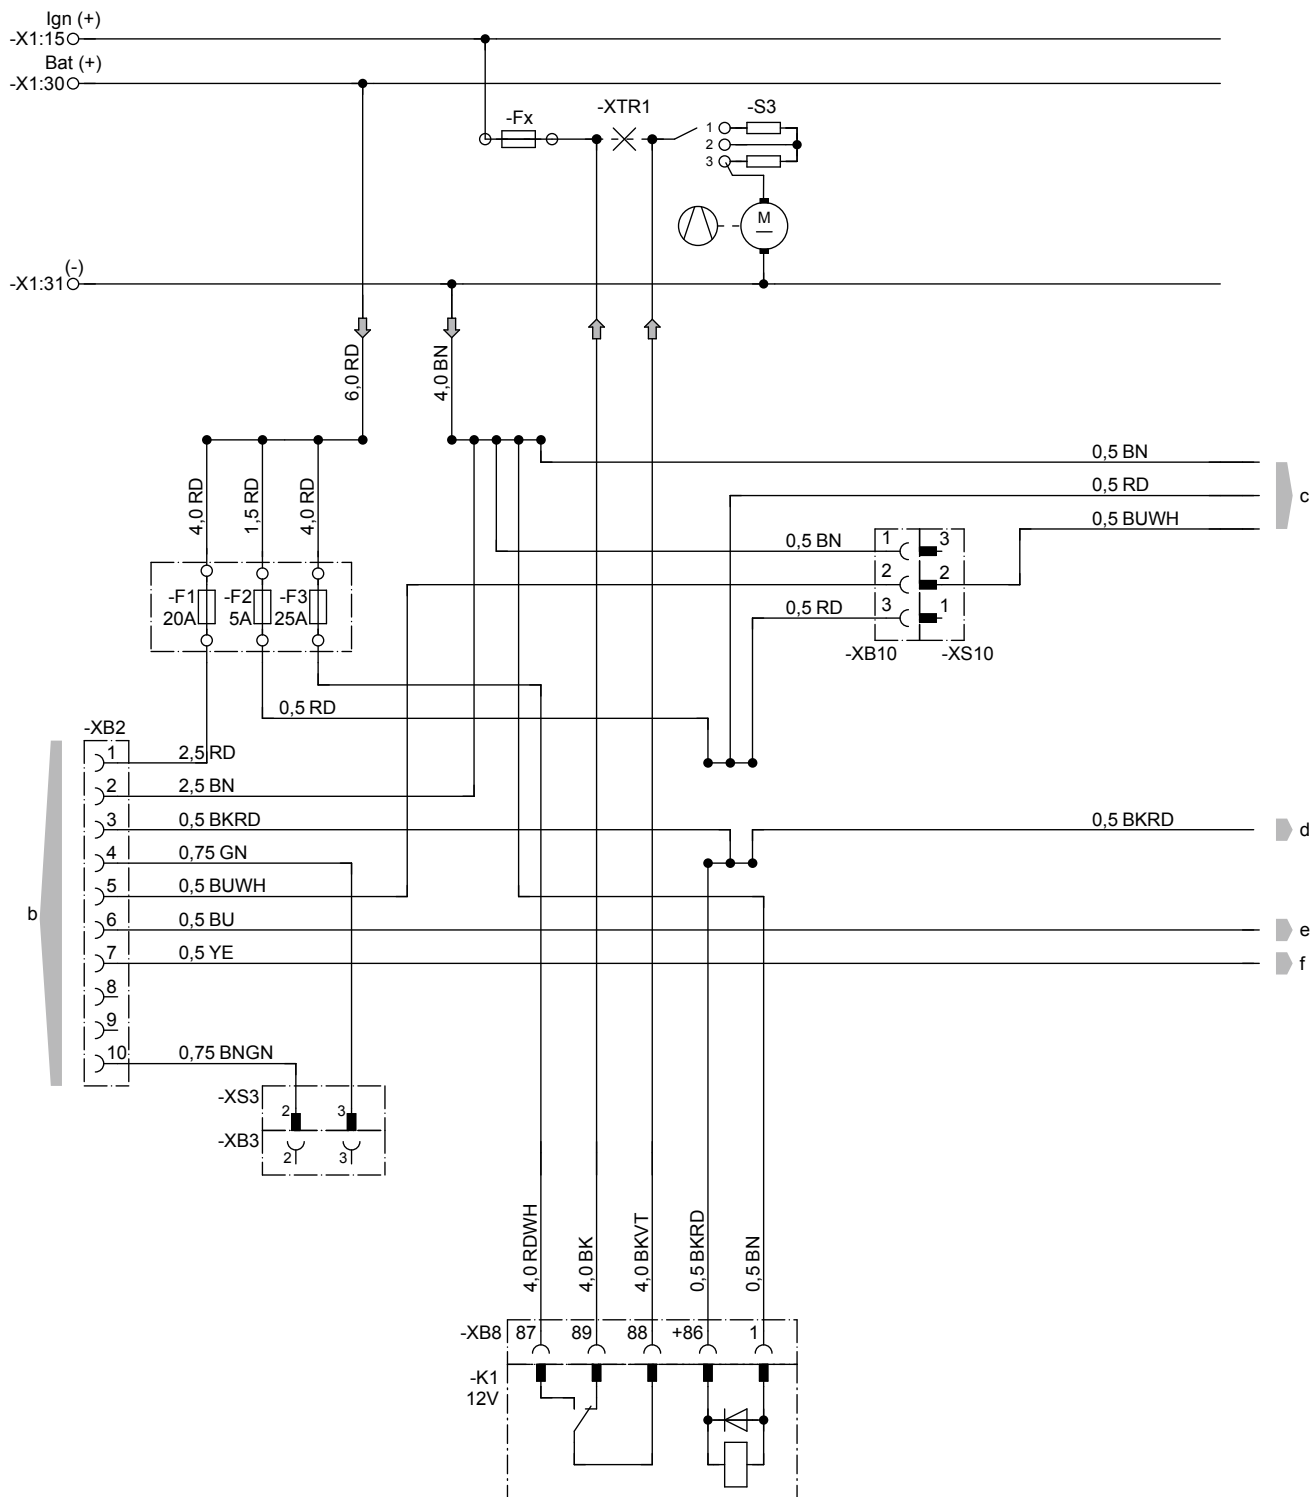 Ign (+)
-X1:15
Bat (+)
-X1:30
-Fx
-XTR1
-S3
1
2
3
M
(-)
-X1:31
6,0 RD
4,0 BN
0,5 BN
0,5 RD
c
0,5 BUWH
4,0 RD
1,5 RD
4,0 RD
0,5 BN
1
3
2
2
0,5 RD
3
1
-XB10
-XS10
-F1
20A
-F2
5A
-F3
25A
0,5 RD
-XB2
1
2,5 RD
2
2,5 BN
3
0,5 BKRD
0,5 BKRD
d
4
0,75 GN
5
0,5 BUWH
b
6
0,5 BU
e
7
0,5 YE
f
8
9
10
0,75 BNGN
-XS3
2
3
-XB3
2
3
4,0 RDWH
4,0 BK
4,0 BKVT
0,5 BKRD
0,5 BN
-XB8
87
89
88
+86
1
-K1
12V